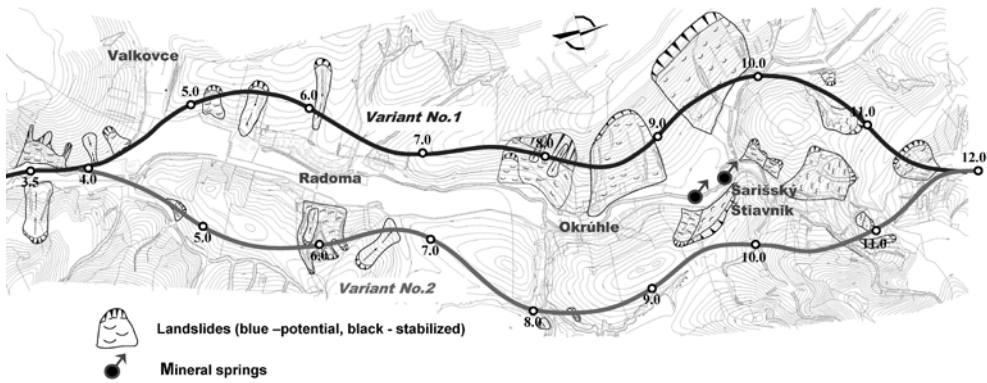 Valkovce
10.0
5.0
6.0
Variant No.1
11.0
9.0
7.0
8.0
3.5
4.0
12.0
Radoma
Šarišský
Štiavnik
Okrúhle
5.0
6.0
7.0
10.0
11.0
Variant No.2
9.0
8.0
Landslides (blue –potential, black - stabilized)
Mineral springs